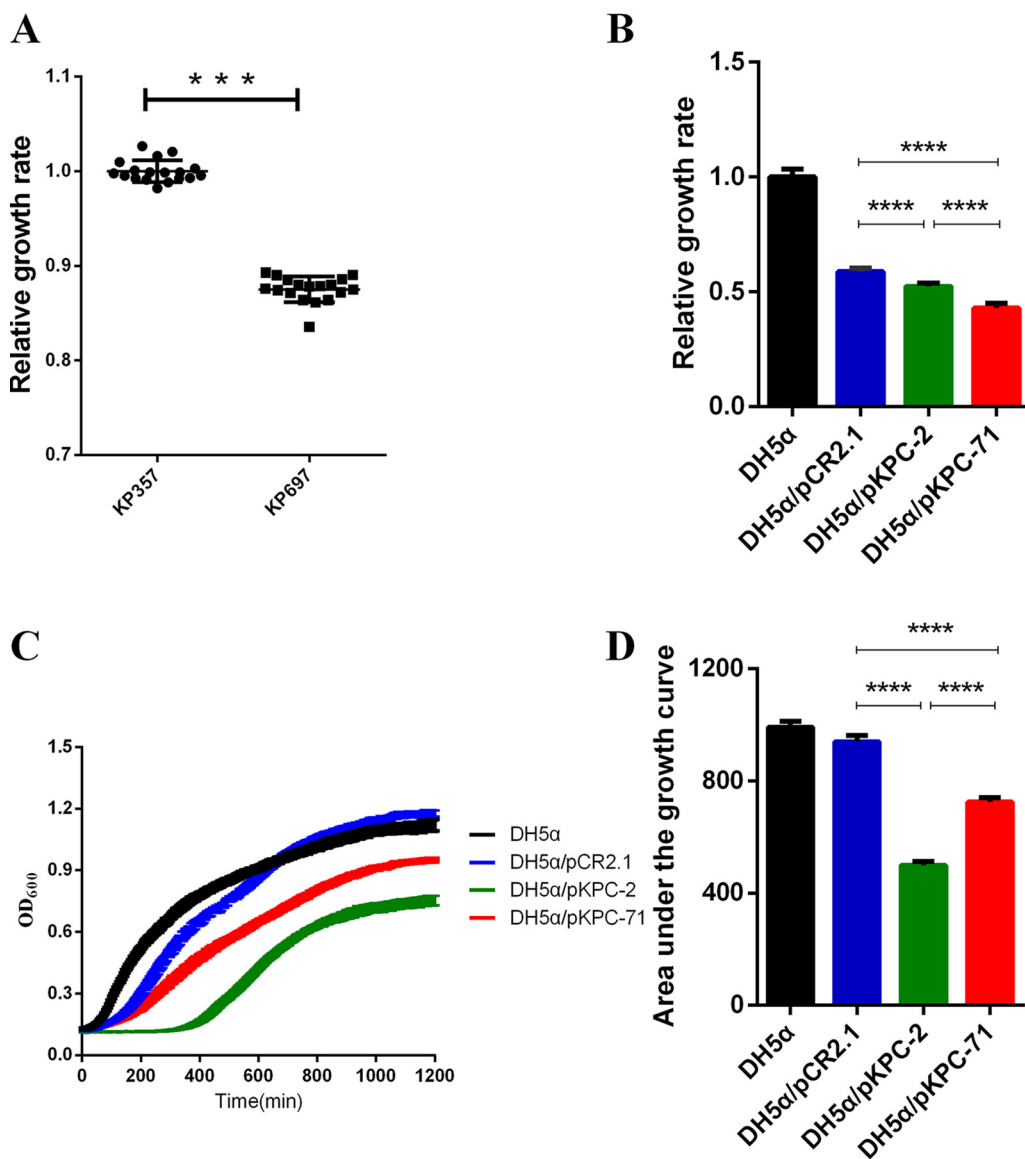 A
* * *
Relative growth rate
1.1
1.0
0.9
0.8
0.7
KP357
KP697
B
Relative growth rate
1.5
1.0
0.5
0.0
****
**** ****
DH5α
DH5α/pCR2.1
DH5α/pKPC-2
DH5α/pKPC-71
C
OD600
1.5
1.2
0.9
0.6
0.3
0.0
0 200 400 600 800 1000 1200
Time(min)
DH5α
DH5α/pCR2.1
DH5α/pKPC-2
DH5α/pKPC-71
D
Area under the growth curve
1200
800
400
0
****
**** ****
DH5α
DH5α/pCR2.1
DH5α/pKPC-2
DH5α/pKPC-71